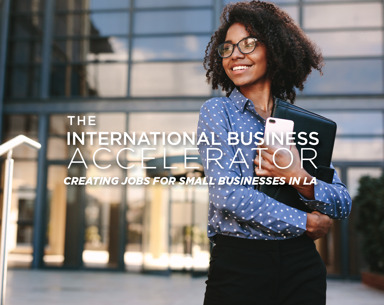 THE
INTERNATIONAL BUSINESS
ACCELERATOR
CREATING JOBS FOR SMALL BUSINESSES IN LA